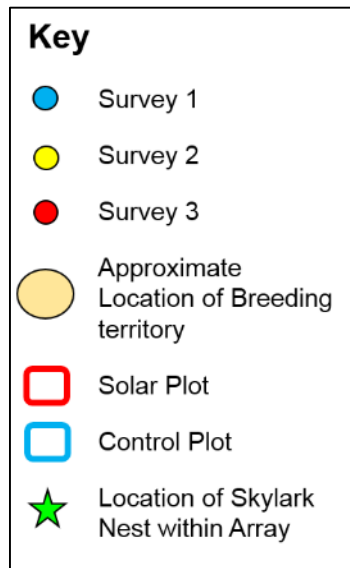 Key
Survey 1
Survey 2
Survey 3
Approximate
Location of Breeding
territory
Solar Plot
Control Plot
Location of Skylark
Nest within Array